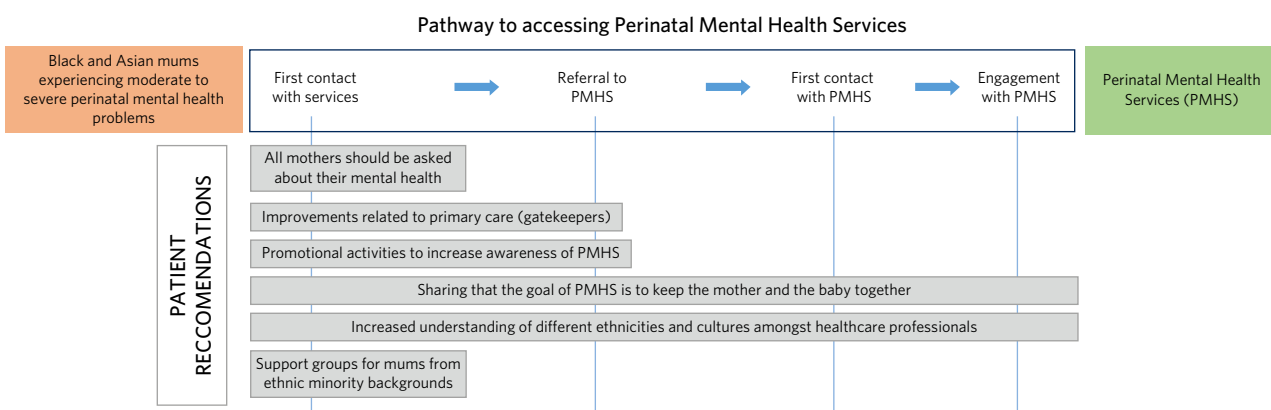 Pathway to accessing Perinatal Mental Health Services
Black and Asian mums
experiencing moderate to
severe perinatal mental health
problems
First contact
with services
Referral to
PMHS
First contact
with PMHS
Engagement
with PMHS
Perinatal Mental Health
Services (PMHS)
PATIENT
RECCOMENDATIONS
All mothers should be asked
about their mental health
Improvements related to primary care (gatekeepers)
Promotional activities to increase awareness of PMHS
Sharing that the goal of PMHS is to keep the mother and the baby together
Increased understanding of different ethnicities and cultures amongst healthcare professionals
Support groups for mums from
ethnic minority backgrounds